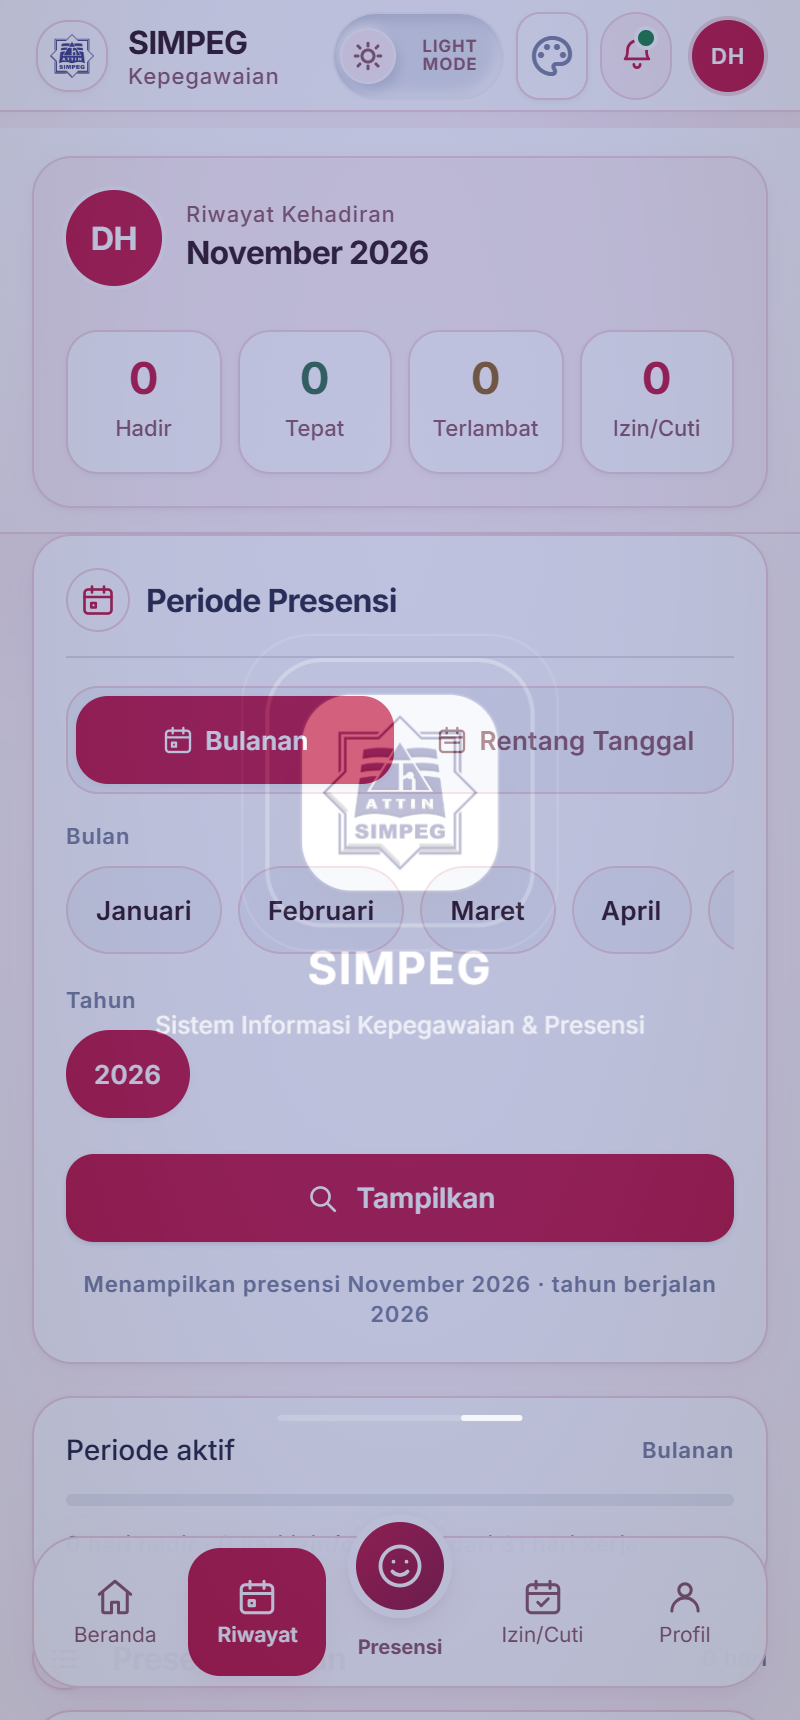 SIMPEG
Kepegawaian
LIGHT
MODE
DH
DH
Riwayat Kehadiran
November 2026
0
Hadir
0
Tepat
0
Terlambat
0
Izin/Cuti
Periode Presensi
Bulanan
Rentang Tanggal
ATTIN
SIMPEG
Bulan
Januari
Februari
Maret
April
SIMPEG
Tahun
Sistem Informasi Kepegawaian & Presensi
2026
Tampilkan
Menampilkan presensi November 2026 · tahun berjalan
2026
Periode aktif
Bulanan
Beranda
Riwayat
Presensi
Izin/Cuti
Profil